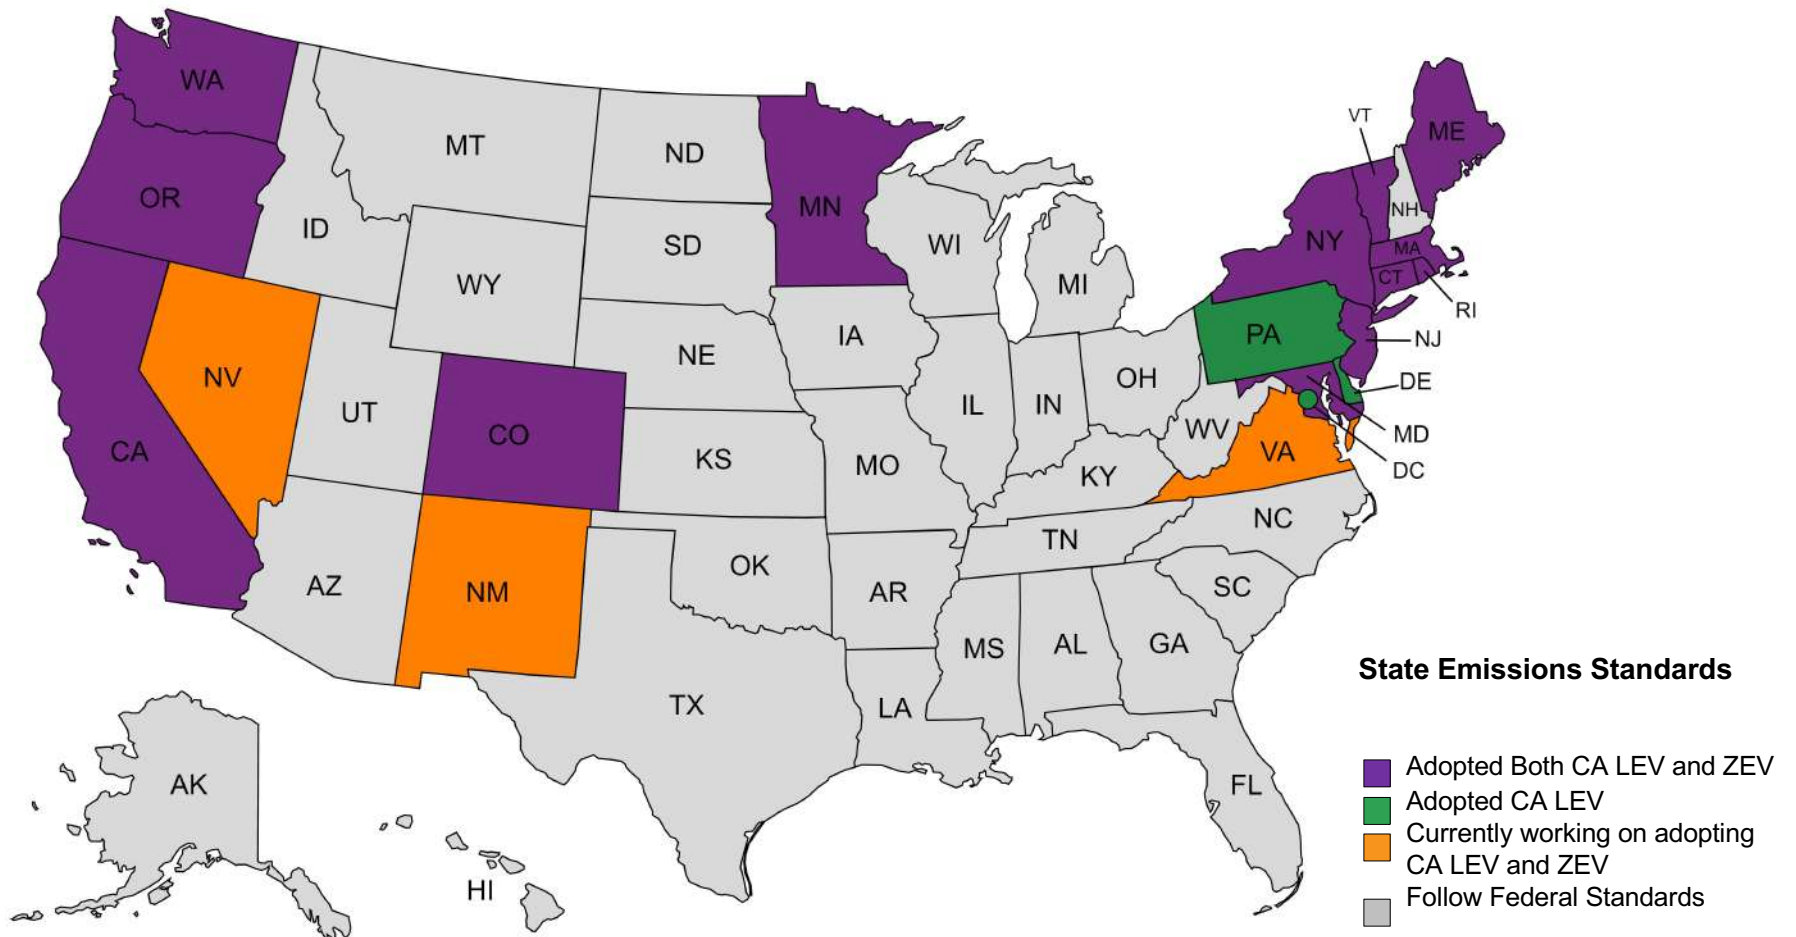 WA
MT
ND
MN
VT
ME
OR
ID
SD
WI
NY
NH
MA
WY
MI
CT
RI
NV
NE
IA
PA
NJ
UT
CO
IL
IN
OH
DE
CA
KS
MO
WV
VA
MD
KY
DC
AZ
NM
OK
AR
TN
NC
SC
TX
MS
AL
GA
LA
AK
HI
FL
State Emissions Standards
Adopted Both CA LEV and ZEV
Adopted CA LEV
Currently working on adopting
CA LEV and ZEV
Follow Federal Standards